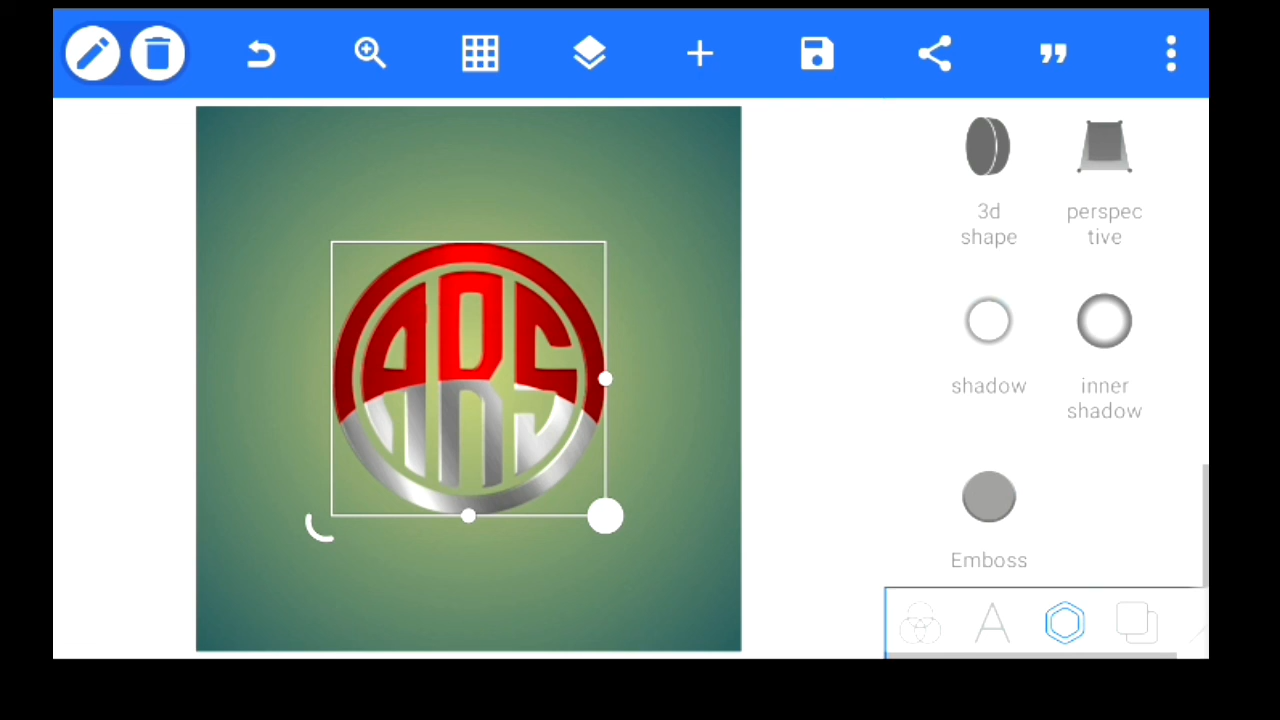 3d
shape
perspec
tive
ARS
shadow
inner
shadow
Emboss